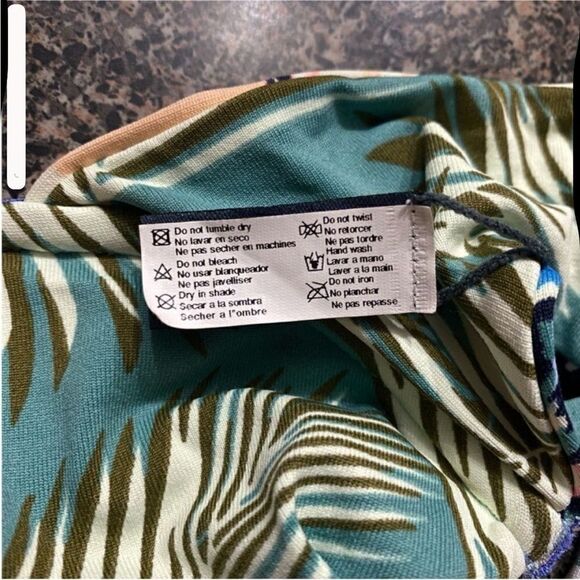 Do not tumble dry
No lavar en seco
Ne pas secher en machines
Do not bleach
No usar blanqueador
Ne pas javelliser
Dry in shade
Secar a la sombra
Secher a l"ombre
Do not twist
No retorcer
Ne pas tordre
Hand wash
Lavar a mano
Laver a la main
Do not iron
No planchar
Ne pas repasse